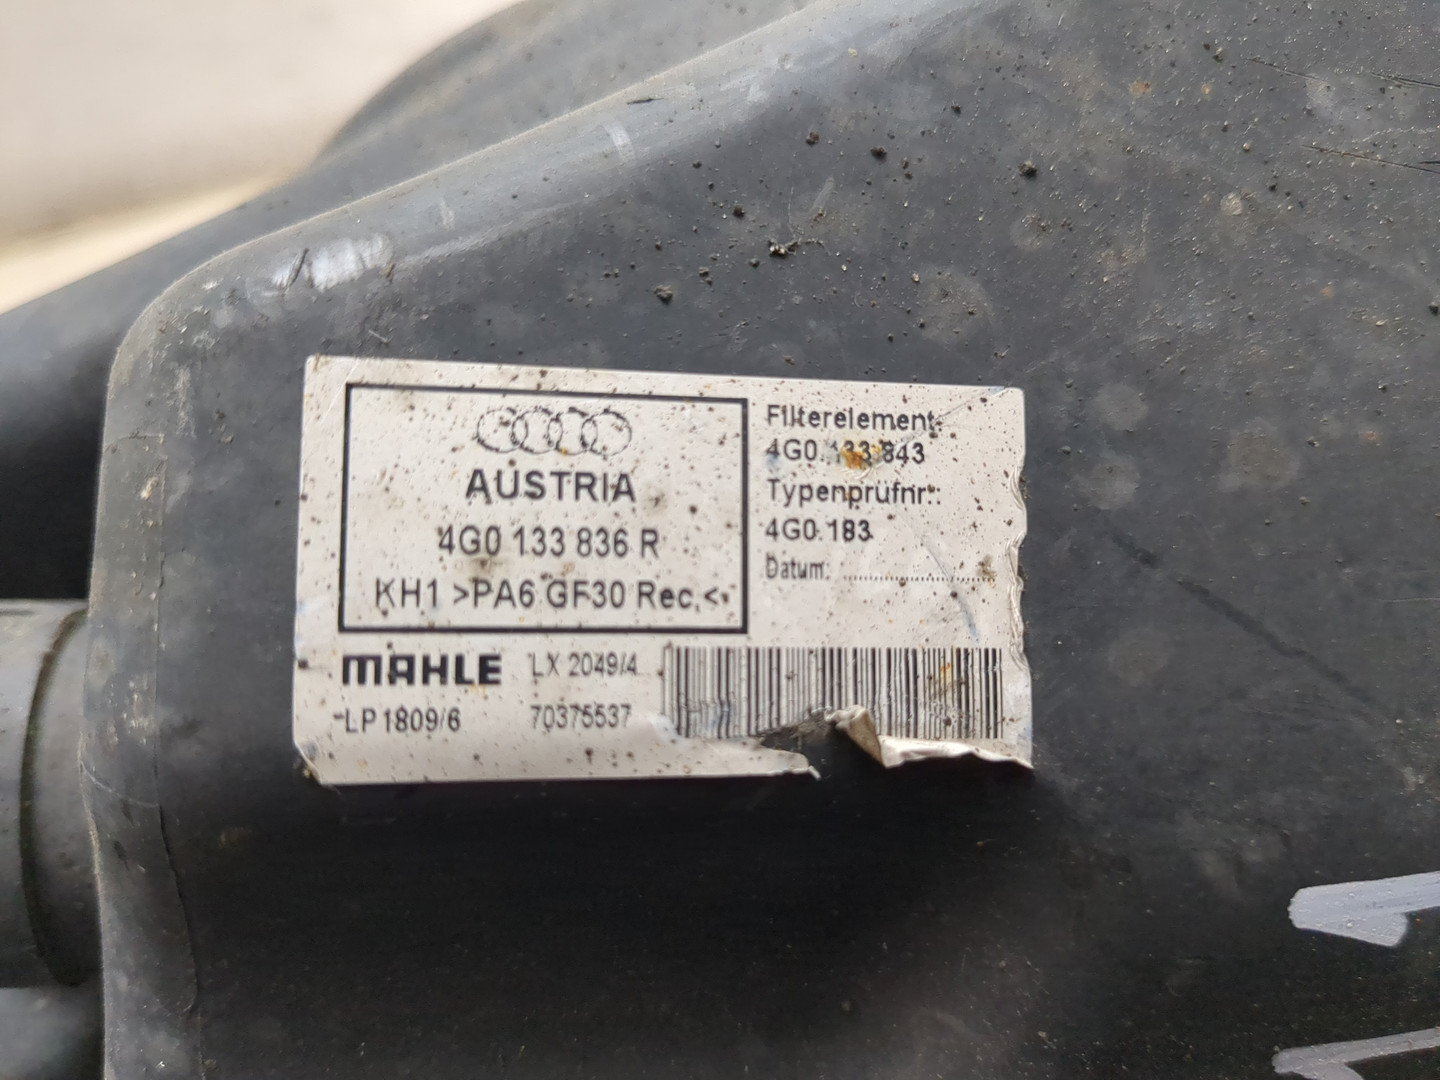 AUSTRIA
4G0 133 836 R
KH1 >PA6 GF30 Rec.<
Filterelement:
4G0.133.843
Typenprüfnr.:
4G0.183
Datum:
MAHLE LX 2049/4
LP1809/6 70375537